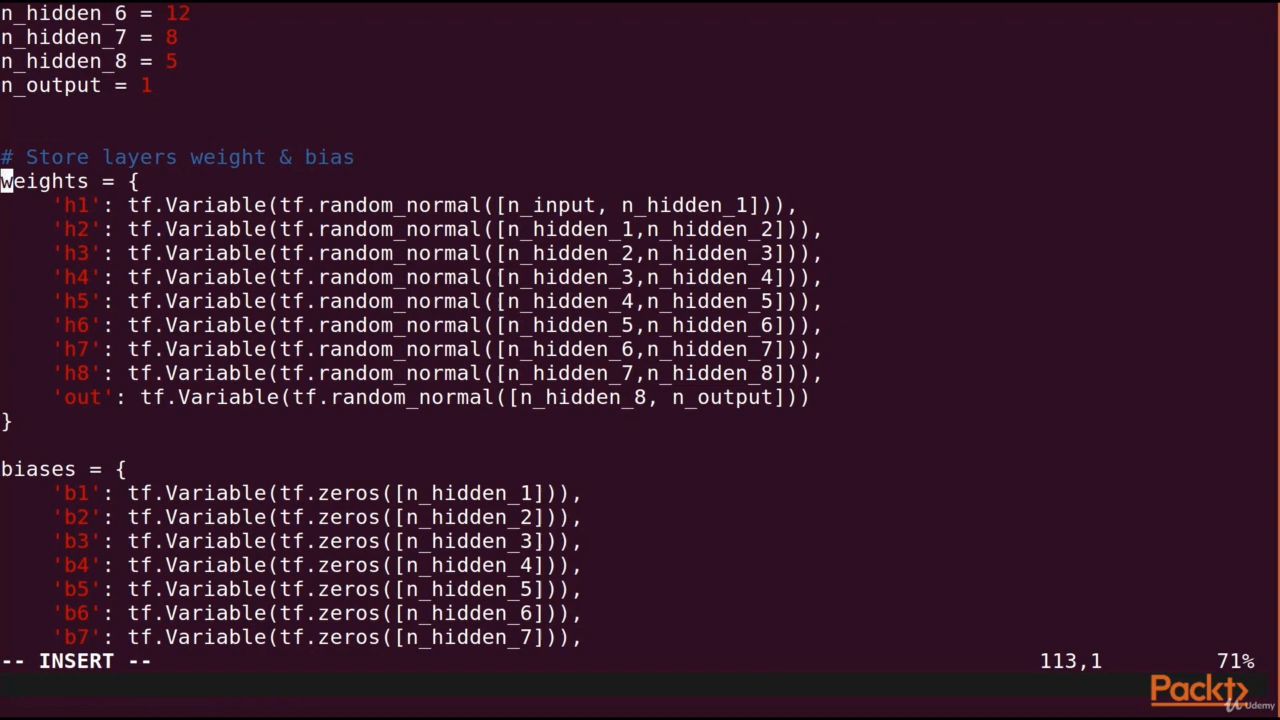 n_hidden_6 = 12
n_hidden_7 = 8
n_hidden_8 = 5
n_output = 1
# Store layers weight & bias
weights = {
    'h1': tf.Variable(tf.random_normal([n_input, n_hidden_1])),
    'h2': tf.Variable(tf.random_normal([n_hidden_1,n_hidden_2])),
    'h3': tf.Variable(tf.random_normal([n_hidden_2,n_hidden_3])),
    'h4': tf.Variable(tf.random_normal([n_hidden_3,n_hidden_4])),
    'h5': tf.Variable(tf.random_normal([n_hidden_4,n_hidden_5])),
    'h6': tf.Variable(tf.random_normal([n_hidden_5,n_hidden_6])),
    'h7': tf.Variable(tf.random_normal([n_hidden_6,n_hidden_7])),
    'h8': tf.Variable(tf.random_normal([n_hidden_7,n_hidden_8])),
    'out': tf.Variable(tf.random_normal([n_hidden_8, n_output]))
}
biases = {
    'b1': tf.Variable(tf.zeros([n_hidden_1])),
    'b2': tf.Variable(tf.zeros([n_hidden_2])),
    'b3': tf.Variable(tf.zeros([n_hidden_3])),
    'b4': tf.Variable(tf.zeros([n_hidden_4])),
    'b5': tf.Variable(tf.zeros([n_hidden_5])),
    'b6': tf.Variable(tf.zeros([n_hidden_6])),
    'b7': tf.Variable(tf.zeros([n_hidden_7])),
-- INSERT -- 113,1 71%
Packt
Udemy